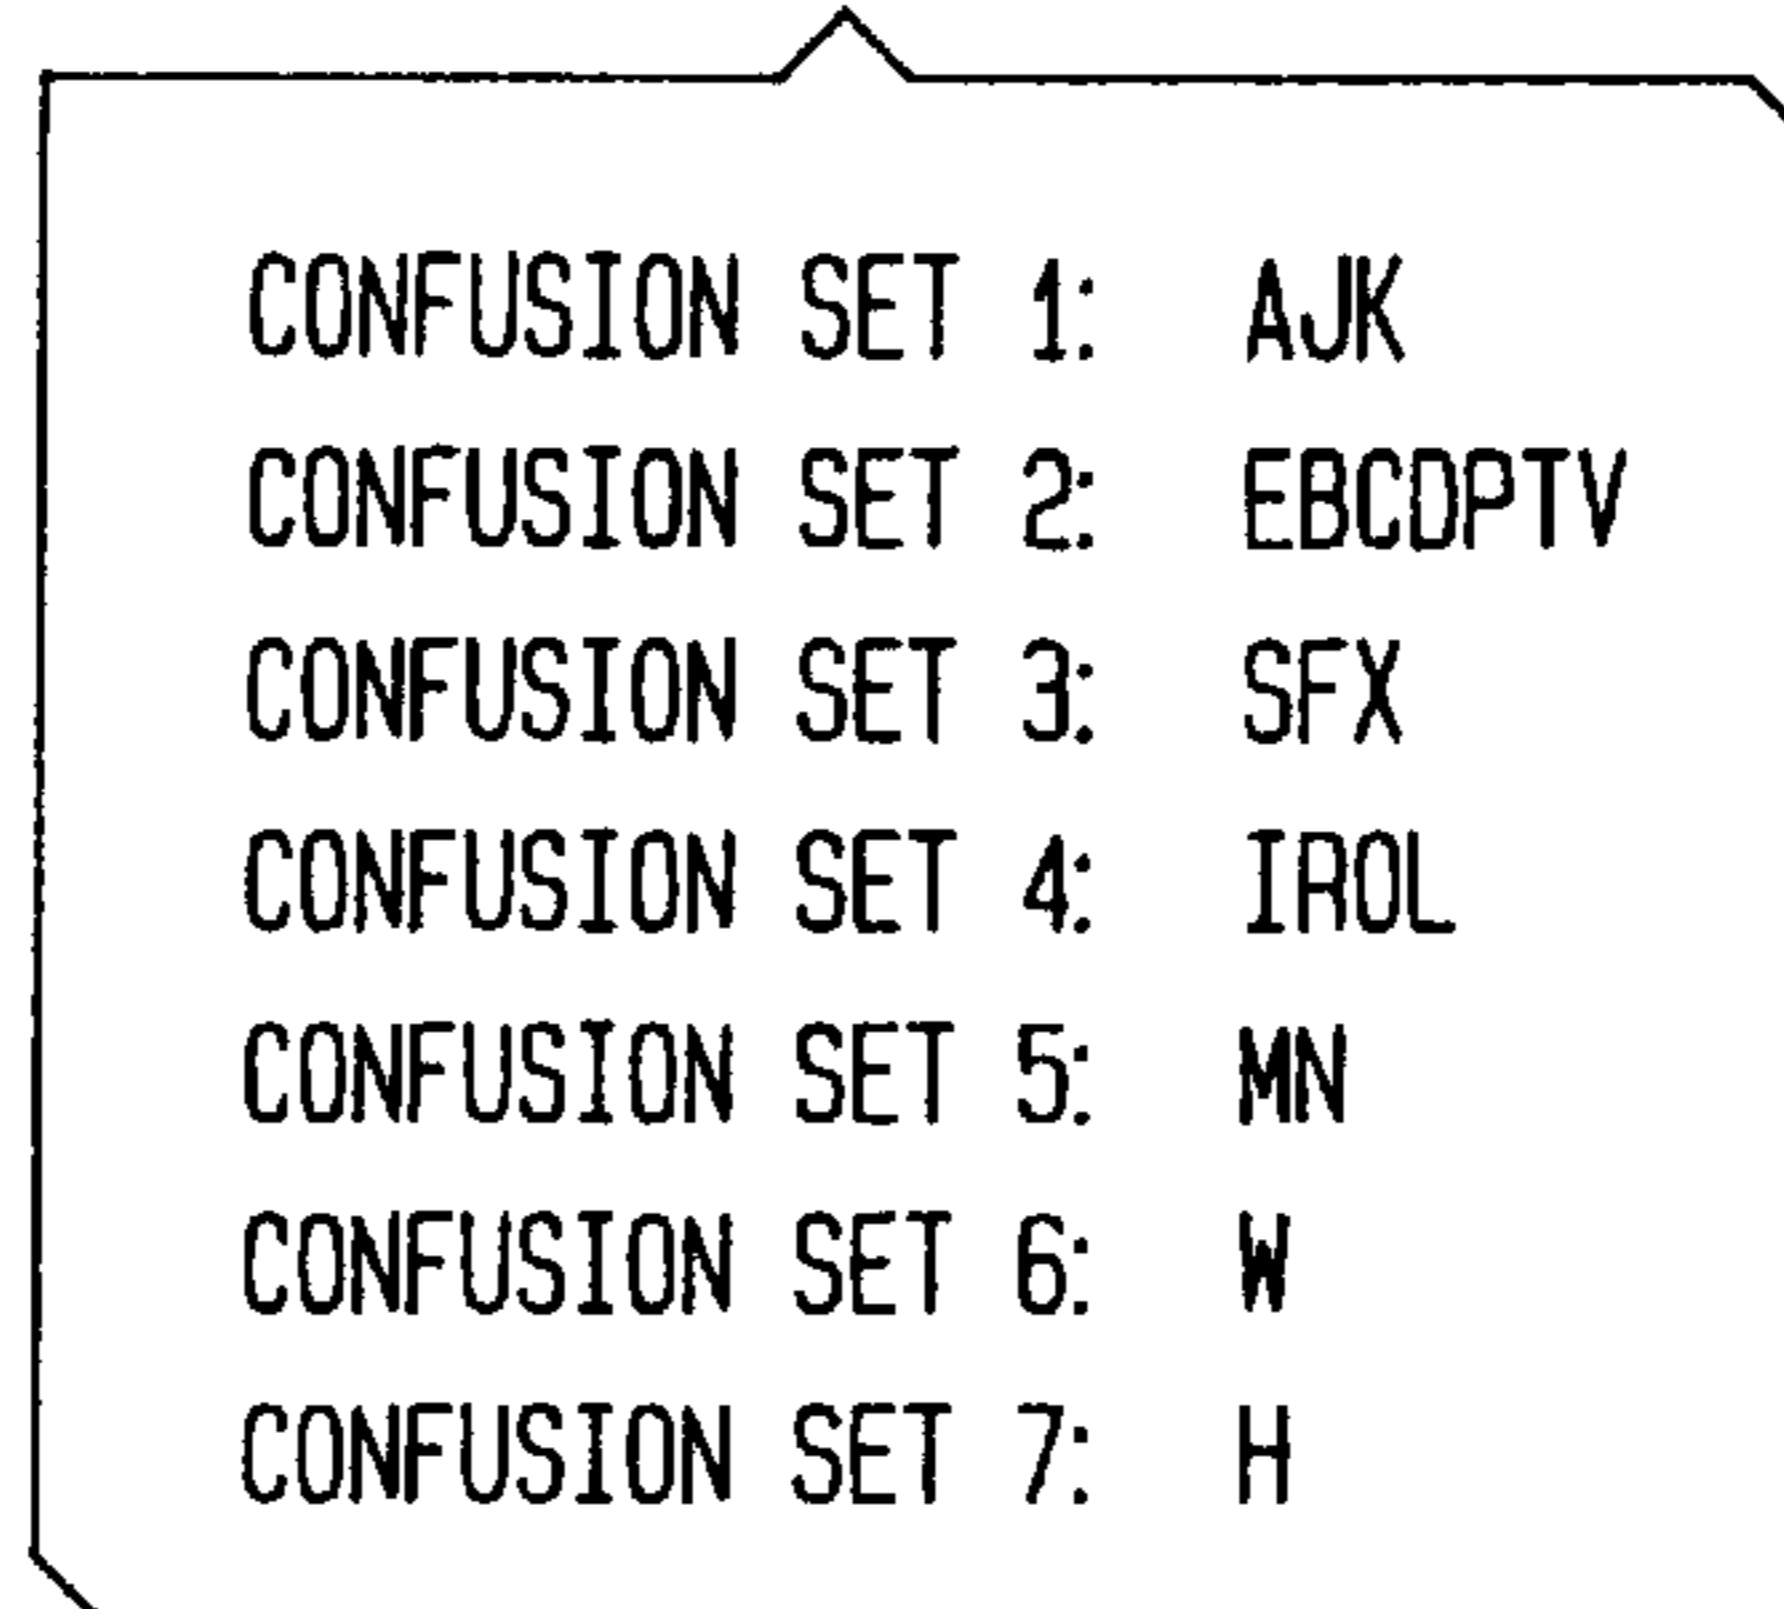 CONFUSION SET 1: AJK
CONFUSION SET 2: EBCDPTV
CONFUSION SET 3: SFX
CONFUSION SET 4: IROL
CONFUSION SET 5: MN
CONFUSION SET 6: W
CONFUSION SET 7: H